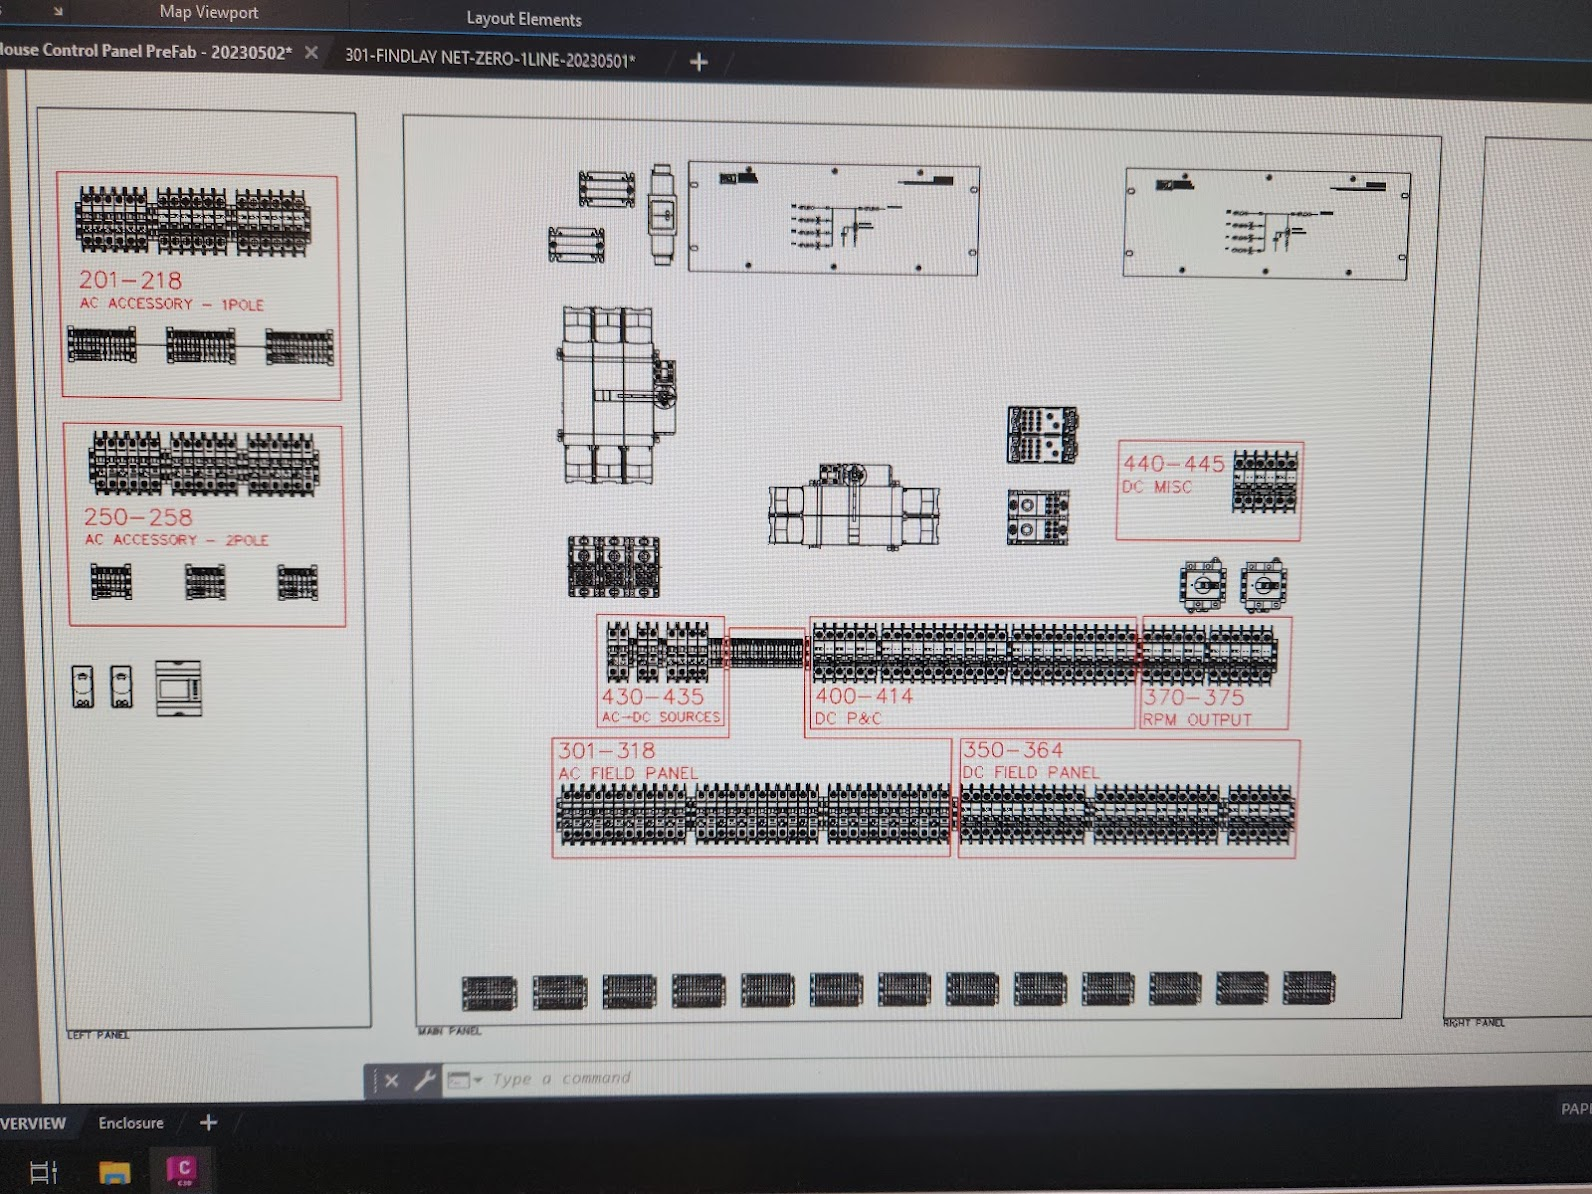 Map Viewport
Layout Elements
House Control Panel PreFab - 20230502*
301-FINDLAY NET-ZERO-1LINE-20230501*
201-218
AC ACCESSORY - 1POLE
250-258
AC ACCESSORY - 2POLE
440-445
DC MISC
430-435
AC-DC SOURCES
400-414
DC P&C
370-375
RPM OUTPUT
301-318
AC FIELD PANEL
350-364
DC FIELD PANEL
LEFT PANEL
MAIN PANEL
RIGHT PANEL
Type a command
VERVIEW
Enclosure
PAP
C
C3D